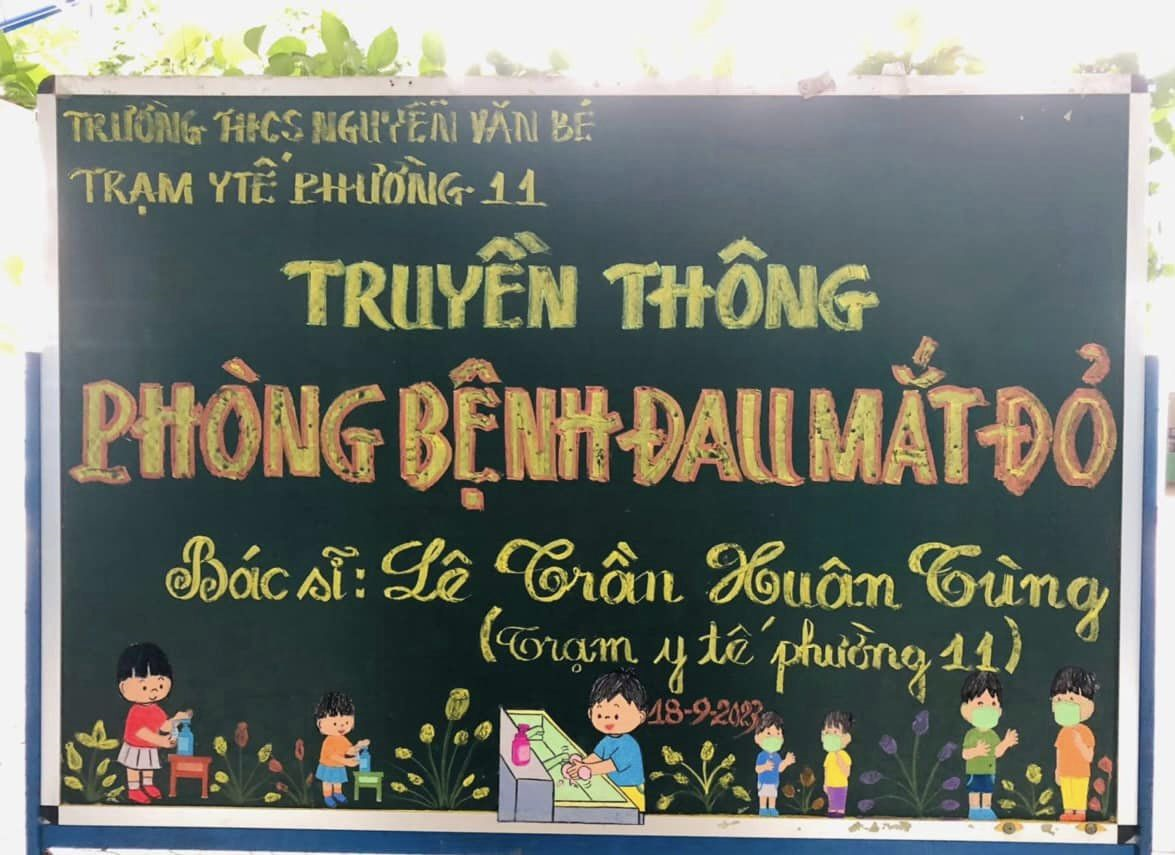 TRƯỜNG THCS NGUYỄN VĂN BÉ
TRẠM Y TẾ PHƯỜNG 11
TRUYỀN THÔNG
PHÒNG BỆNH ĐAU MẮT ĐỎ
Bác sĩ: Lê Trần Xuân Tùng
(Trạm y tế phường 11)
18-9-2023